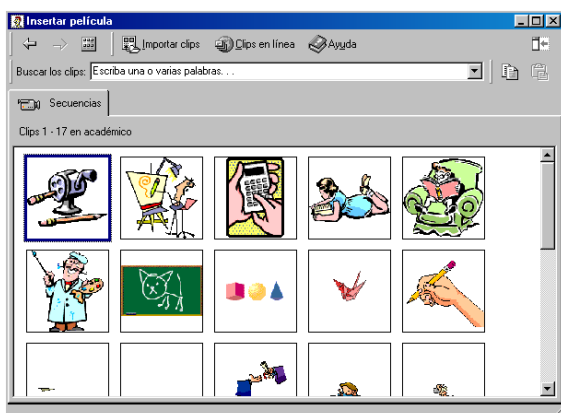 Insertar película
Importar clips Clips en línea Ayuda
Buscar los clips: Escriba una o varias palabras. . .
Secuencias
Clips 1 - 17 en académico